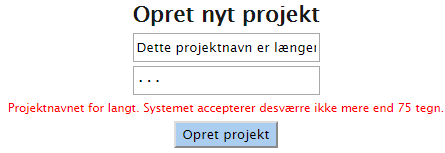 Opret nyt projekt
Dette projektnavn er længer
...
Projektnavnet for langt. Systemet accepterer desværre ikke mere end 75 tegn.
Opret projekt